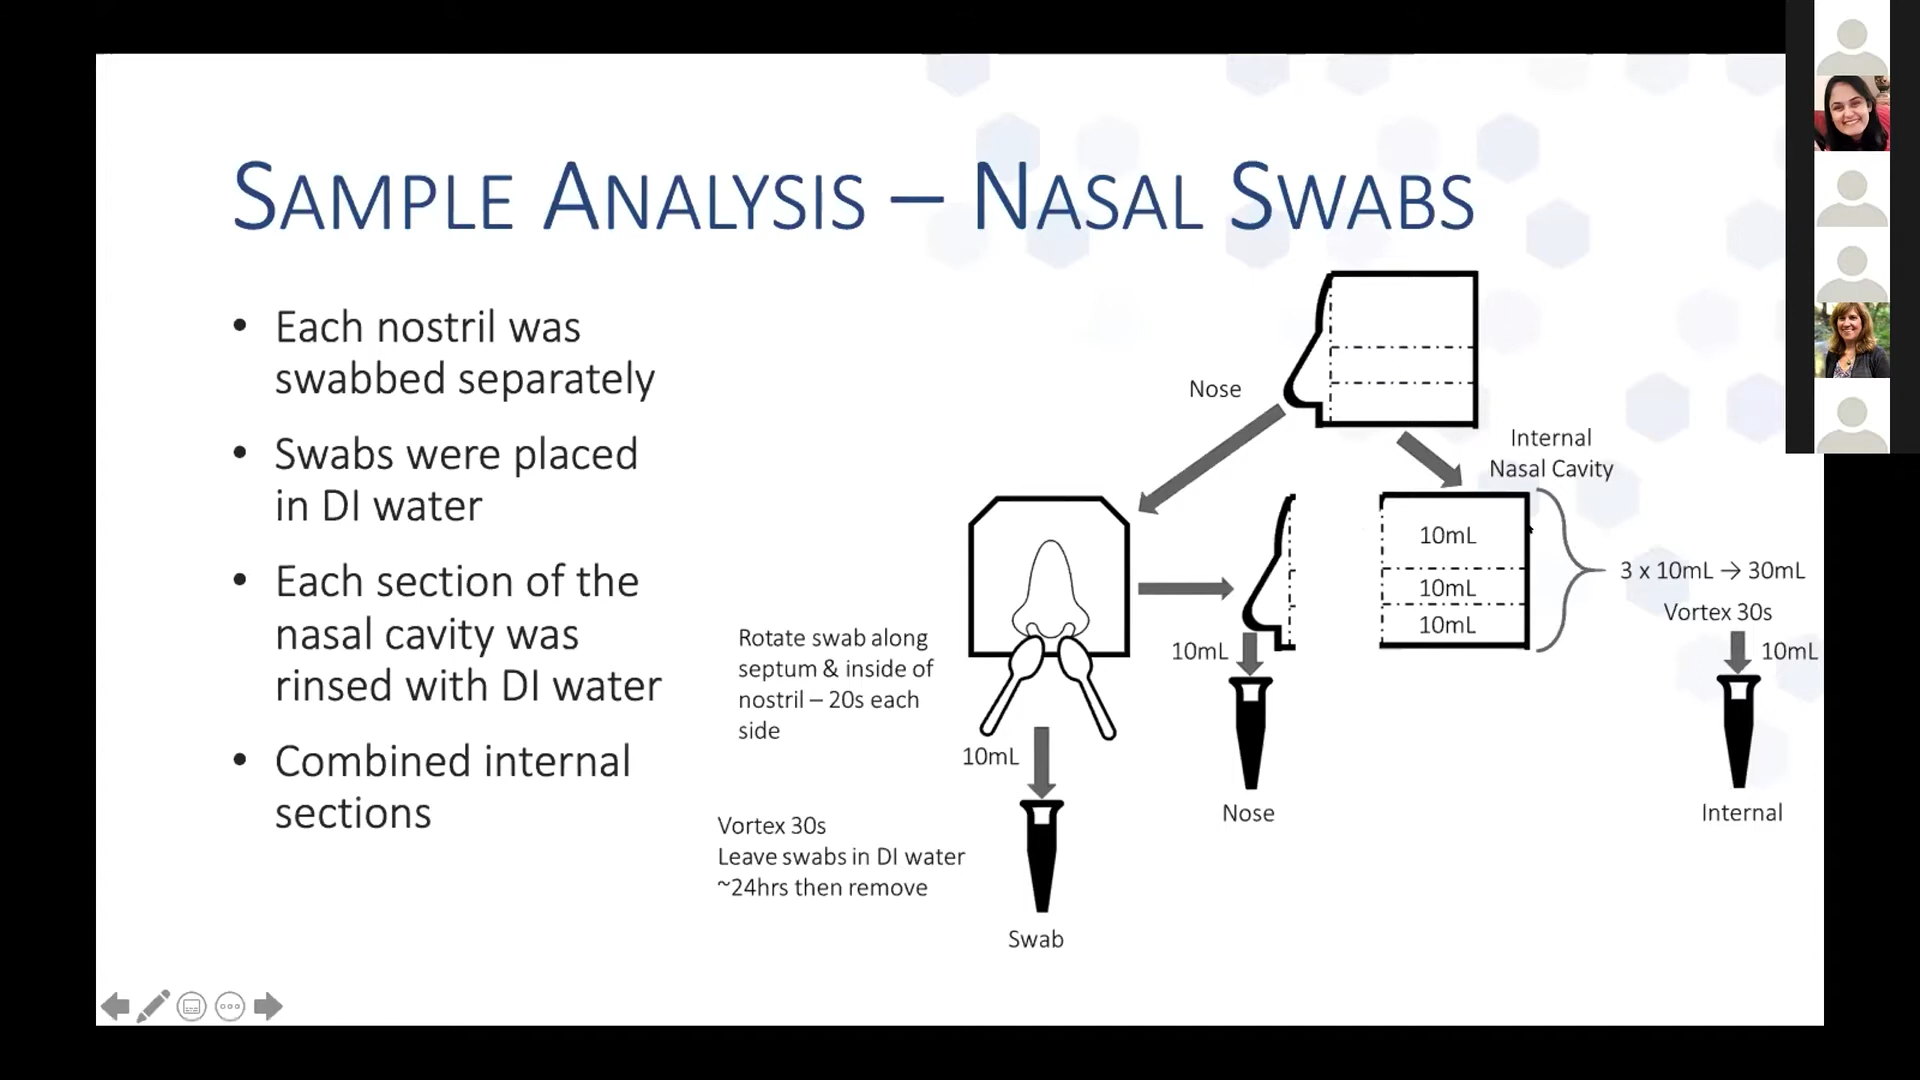 SAMPLE ANALYSIS – NASAL SWABS
• Each nostril was
swabbed separately
• Swabs were placed
in DI water
• Each section of the
nasal cavity was
rinsed with DI water
• Combined internal
sections
Nose
Internal
Nasal Cavity
Rotate swab along
septum & inside of
nostril – 20s each
side
10mL
Vortex 30s
Leave swabs in DI water
~24hrs then remove
Swab
10mL
Nose
10mL
10mL
10mL
3 x 10mL → 30mL
Vortex 30s
10mL
Internal